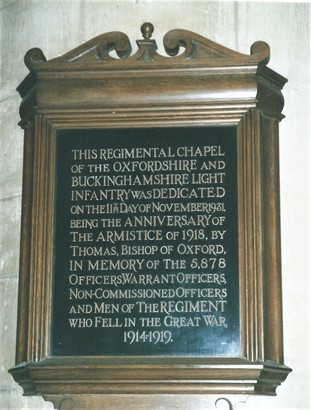 THIS REGIMENTAL CHAPEL
OF THE OXFORDSHIRE AND
BUCKINGHAMSHIRE LIGHT
INFANTRY WAS DEDICATED
ON THE 11TH DAY OF NOVEMBER 1931,
BEING THE ANNIVERSARY OF
THE ARMISTICE OF 1918, BY
THOMAS, BISHOP OF OXFORD,
IN MEMORY OF THE 5,878
OFFICERS, WARRANT OFFICERS,
NON-COMMISSIONED OFFICERS
AND MEN OF THE REGIMENT
WHO FELL IN THE GREAT WAR,
1914-1919.